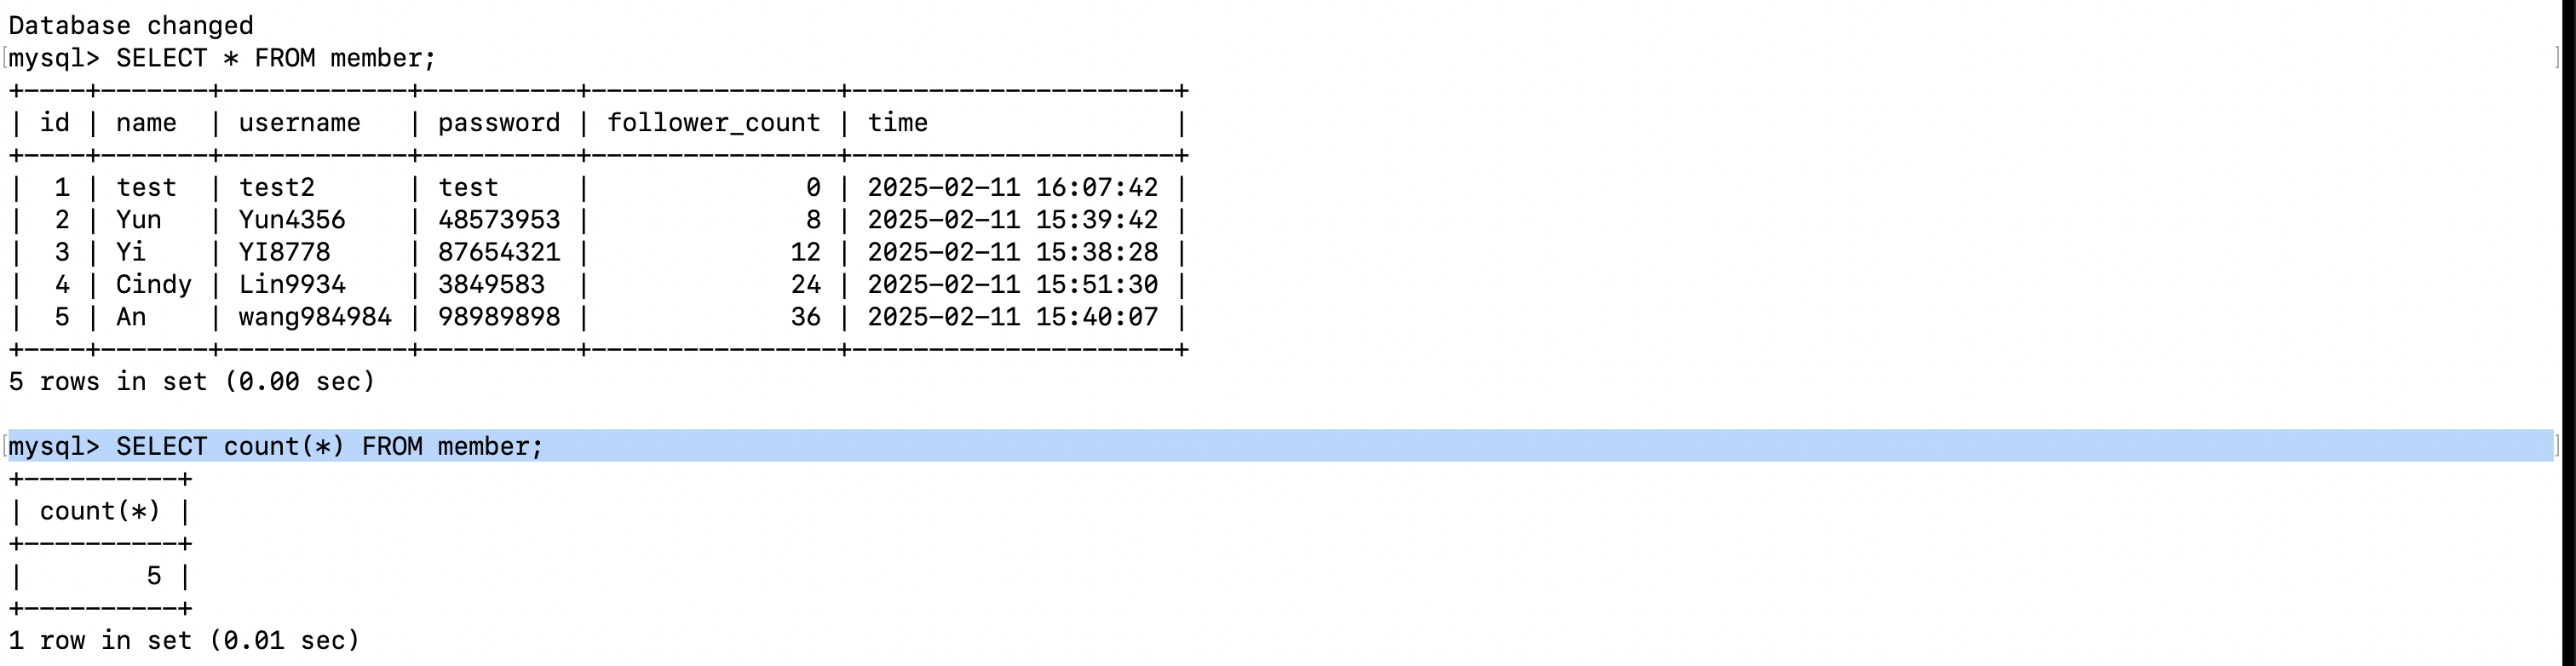 Database changed
mysql> SELECT * FROM member;
+----+-------+------------+----------+----------------+---------------------+
| id | name  | username   | password | follower_count | time                |
+----+-------+------------+----------+----------------+---------------------+
|  1 | test  | test2      | test     |              0 | 2025-02-11 16:07:42 |
|  2 | Yun   | Yun4356    | 48573953 |              8 | 2025-02-11 15:39:42 |
|  3 | Yi    | YI8778     | 87654321 |             12 | 2025-02-11 15:38:28 |
|  4 | Cindy | Lin9934    | 3849583  |             24 | 2025-02-11 15:51:30 |
|  5 | An    | wang984984 | 98989898 |             36 | 2025-02-11 15:40:07 |
+----+-------+------------+----------+----------------+---------------------+
5 rows in set (0.00 sec)
mysql> SELECT count(*) FROM member;
+----------+
| count(*) |
+----------+
|        5 |
+----------+
1 row in set (0.01 sec)